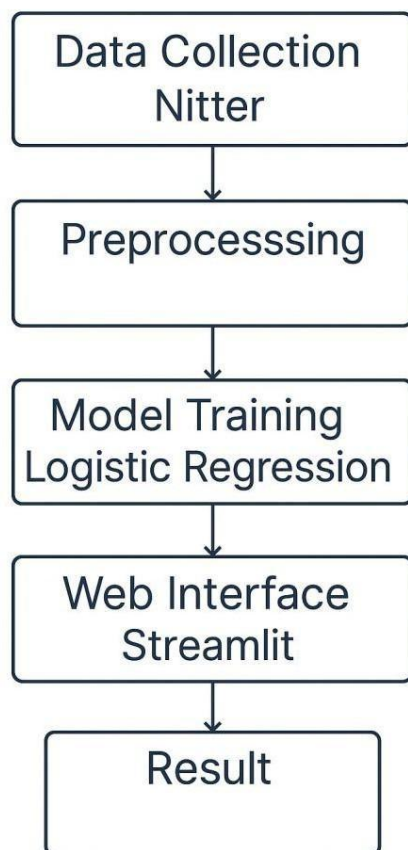 Data Collection
Nitter
Preprocesssing
Model Training
Logistic Regression
Web Interface
Streamlit
Result